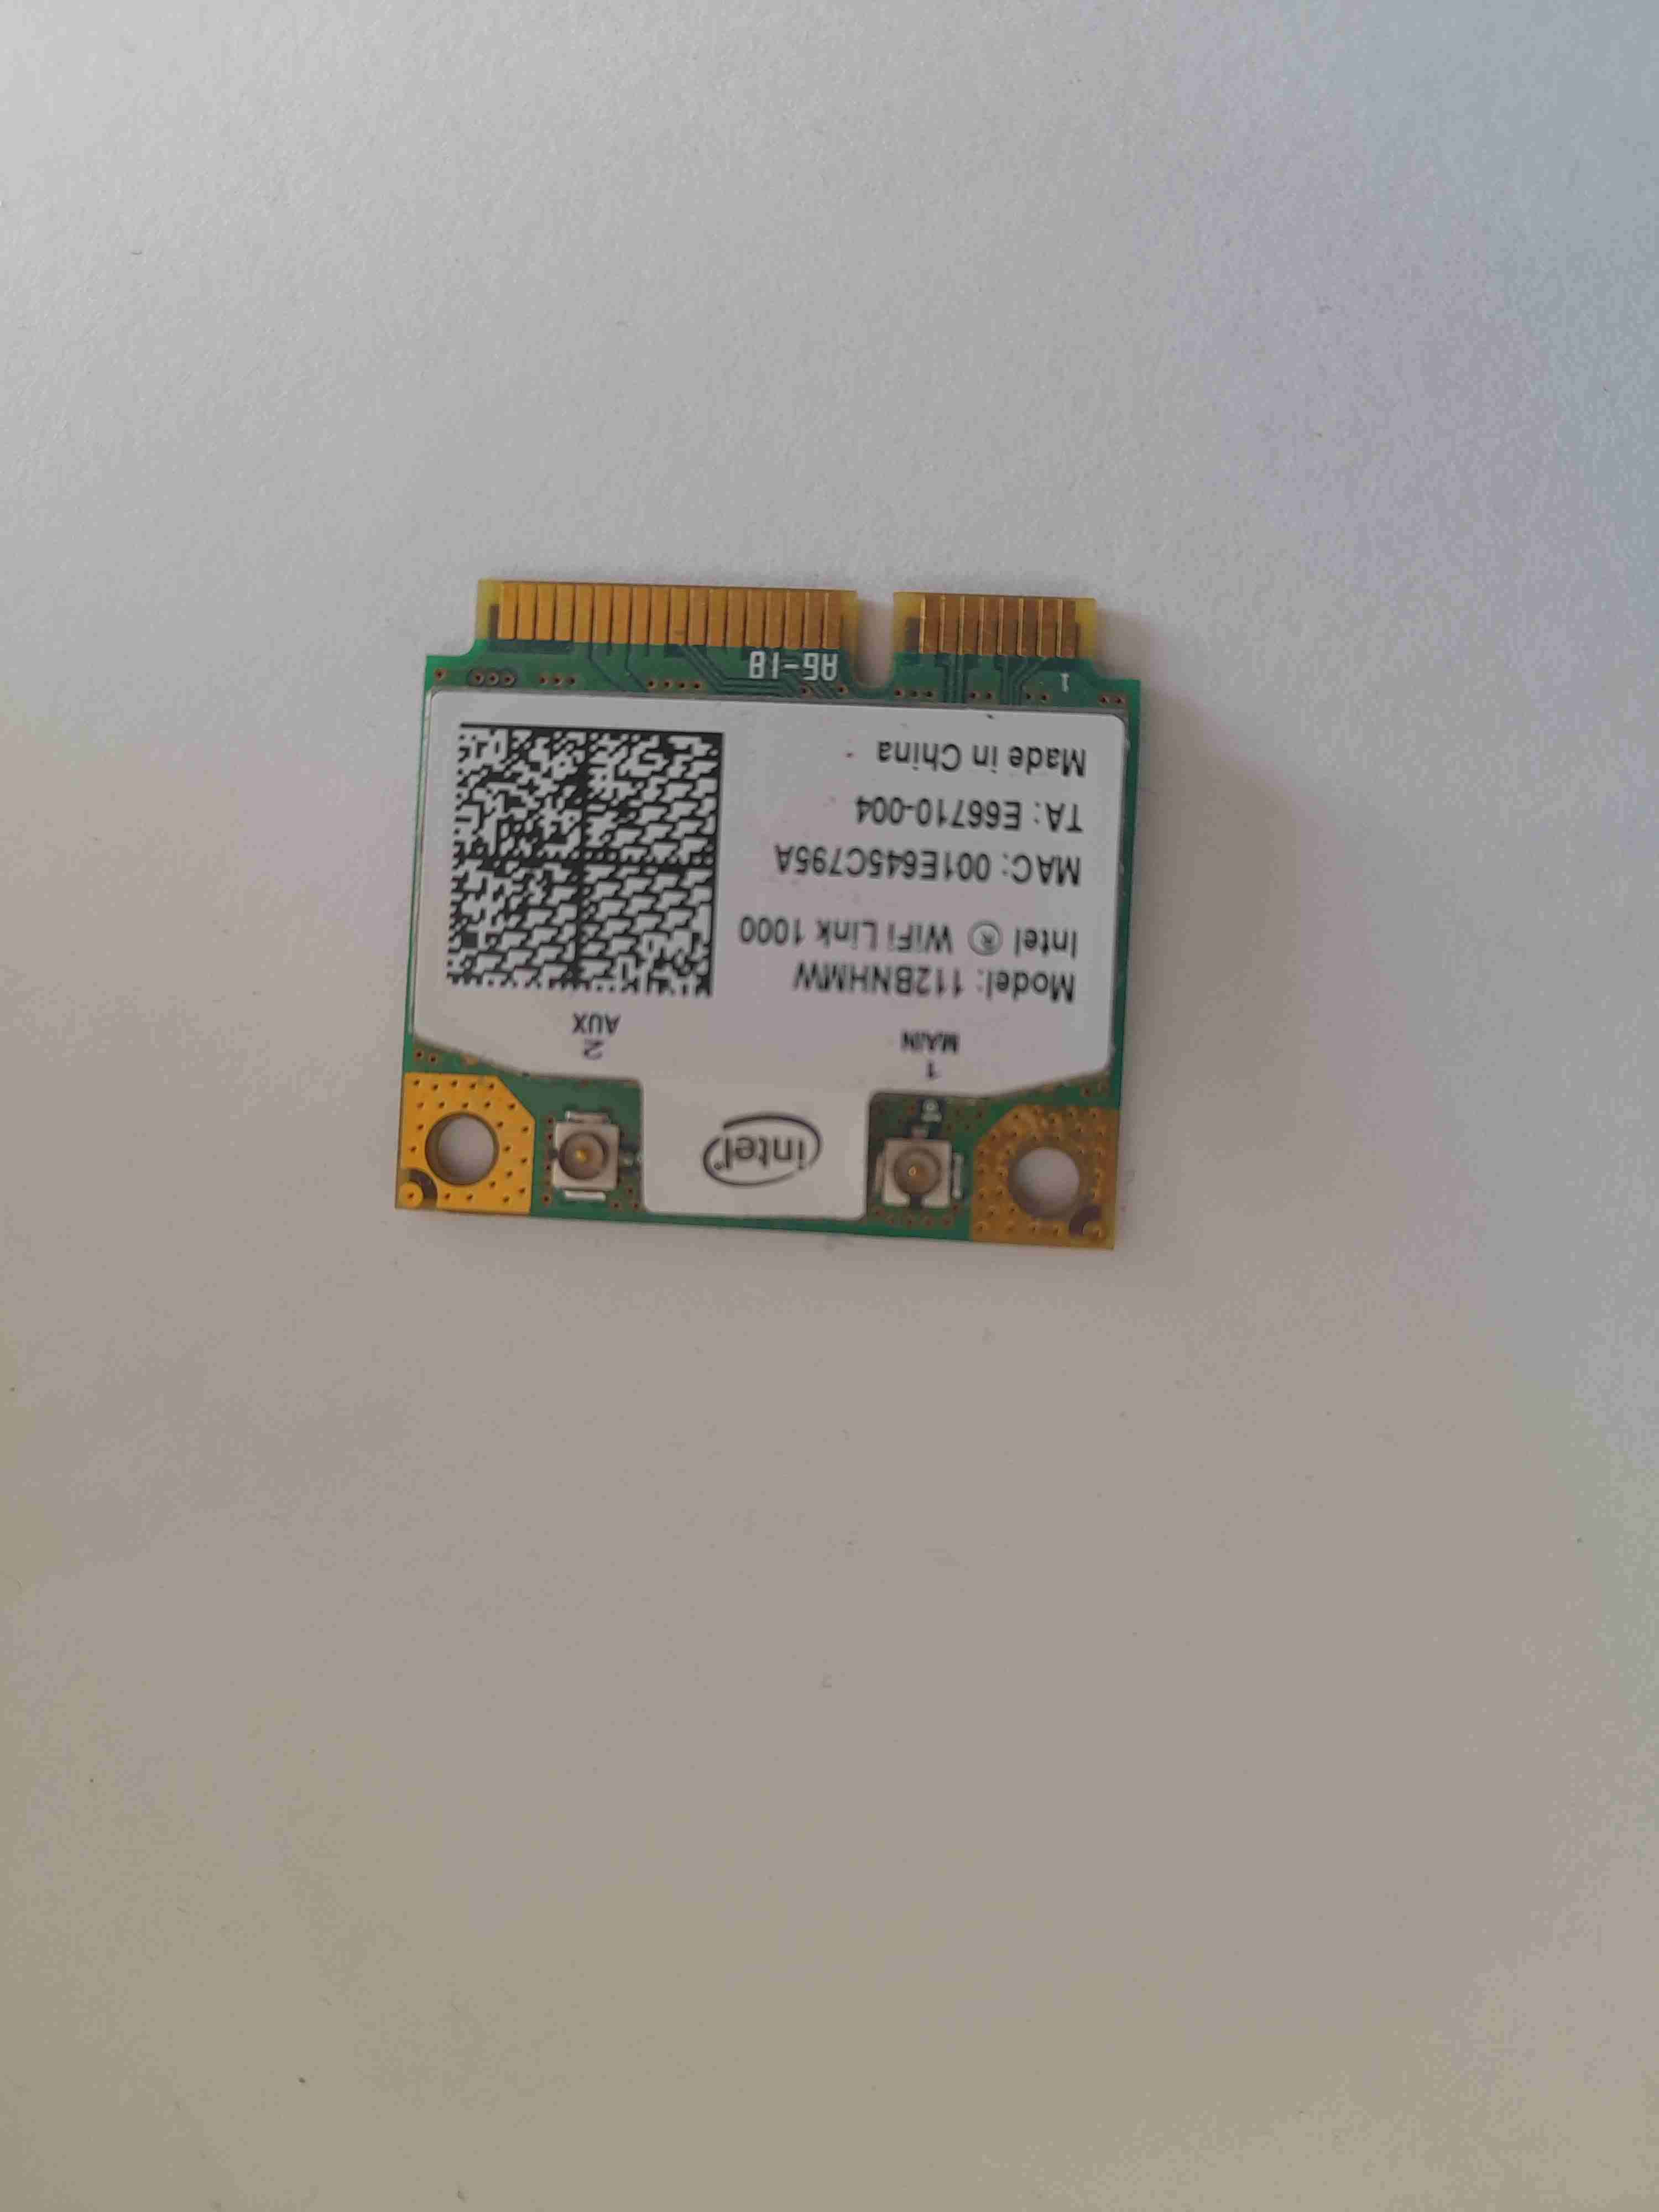 intel®
1
MAIN
2
AUX
Model: 112BNHMW
Intel ® WiFi Link 1000
MAC: 001E645C795A
TA: E66710-004
Made in China
1
A6-18